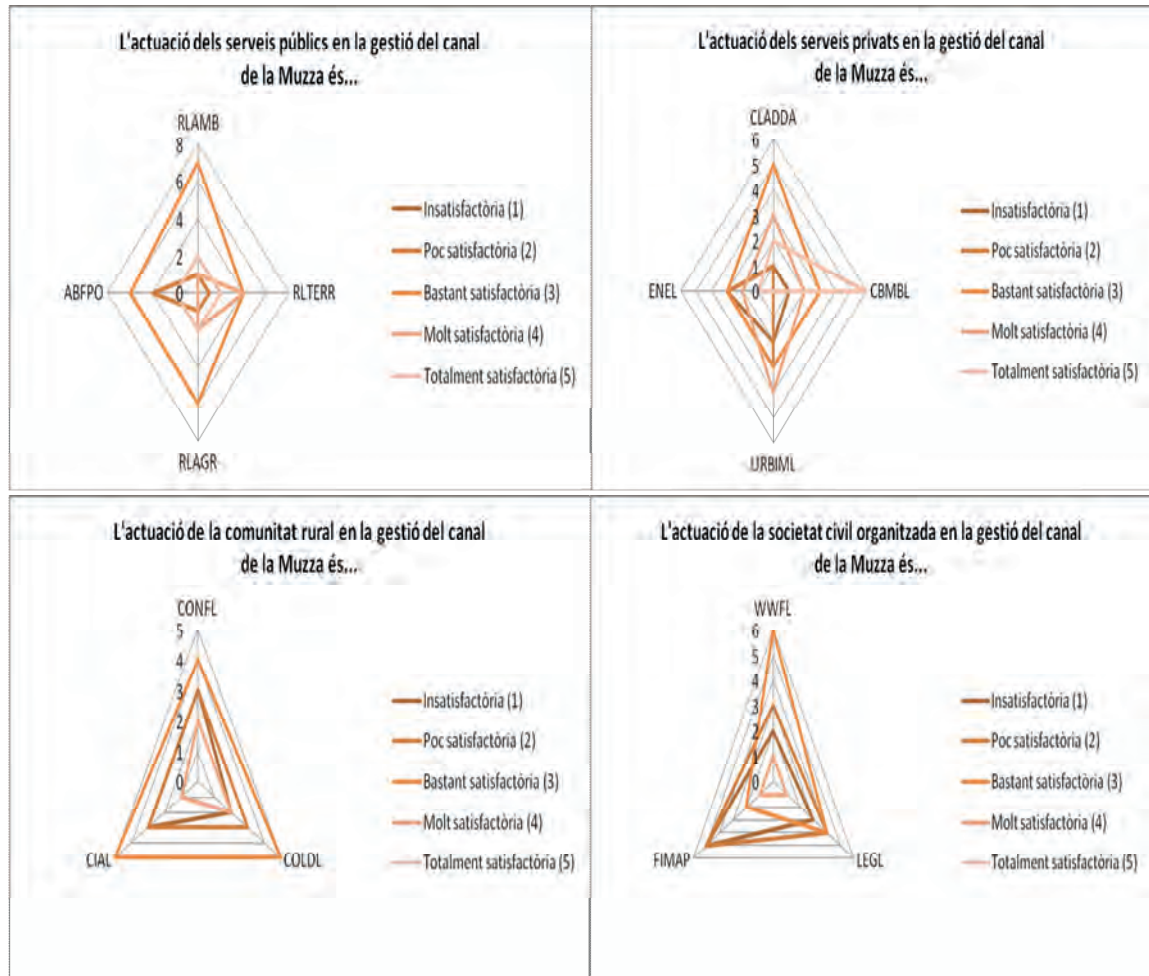 L'actuació dels serveis públics en la gestió del canal
de la Muzza és...
RLAMB
8
6
4
2
0
ABFPO
RLTERR
RLAGR
Insatisfactòria (1)
Poc satisfactòria (2)
Bastant satisfactòria (3)
Molt satisfactòria (4)
Totalment satisfactòria (5)
L'actuació dels serveis privats en la gestió del canal
de la Muzza és...
CLADDA
6
5
4
3
2
1
0
ENEL
CBMBL
URBIML
Insatisfactòria (1)
Poc satisfactòria (2)
Bastant satisfactòria (3)
Molt satisfactòria (4)
Totalment satisfactòria (5)
L'actuació de la comunitat rural en la gestió del canal
de la Muzza és...
CONFL
5
4
3
2
1
0
CIAL
COLDL
Insatisfactòria (1)
Poc satisfactòria (2)
Bastant satisfactòria (3)
Molt satisfactòria (4)
Totalment satisfactòria (5)
L'actuació de la societat civil organitzada en la gestió del canal
de la Muzza és...
WWFL
6
5
4
3
2
1
0
FIMAP
LEGL
Insatisfactòria (1)
Poc satisfactòria (2)
Bastant satisfactòria (3)
Molt satisfactòria (4)
Totalment satisfactòria (5)